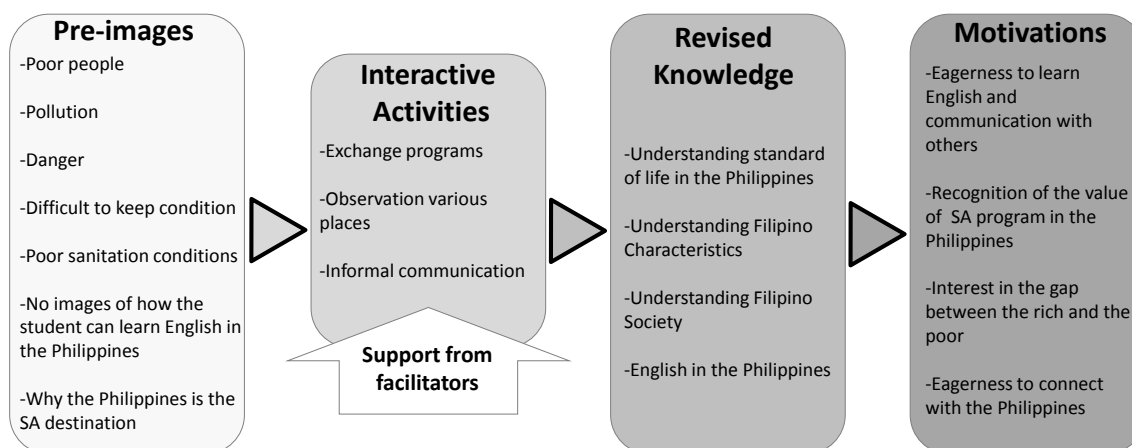 Pre-images
-Poor people
-Pollution
-Danger
-Difficult to keep condition
-Poor sanitation conditions
-No images of how the
student can learn English in
the Philippines
-Why the Philippines is the
SA destination
Interactive
Activities
-Exchange programs
-Observation various
places
-Informal communication
Support from
facilitators
Revised
Knowledge
-Understanding standard
of life in the Philippines
-Understanding Filipino
Characteristics
-Understanding Filipino
Society
-English in the Philippines
Motivations
-Eagerness to learn
English and
communication with
others
-Recognition of the value
of SA program in the
Philippines
-Interest in the gap
between the rich and the
poor
-Eagerness to connect
with the Philippines